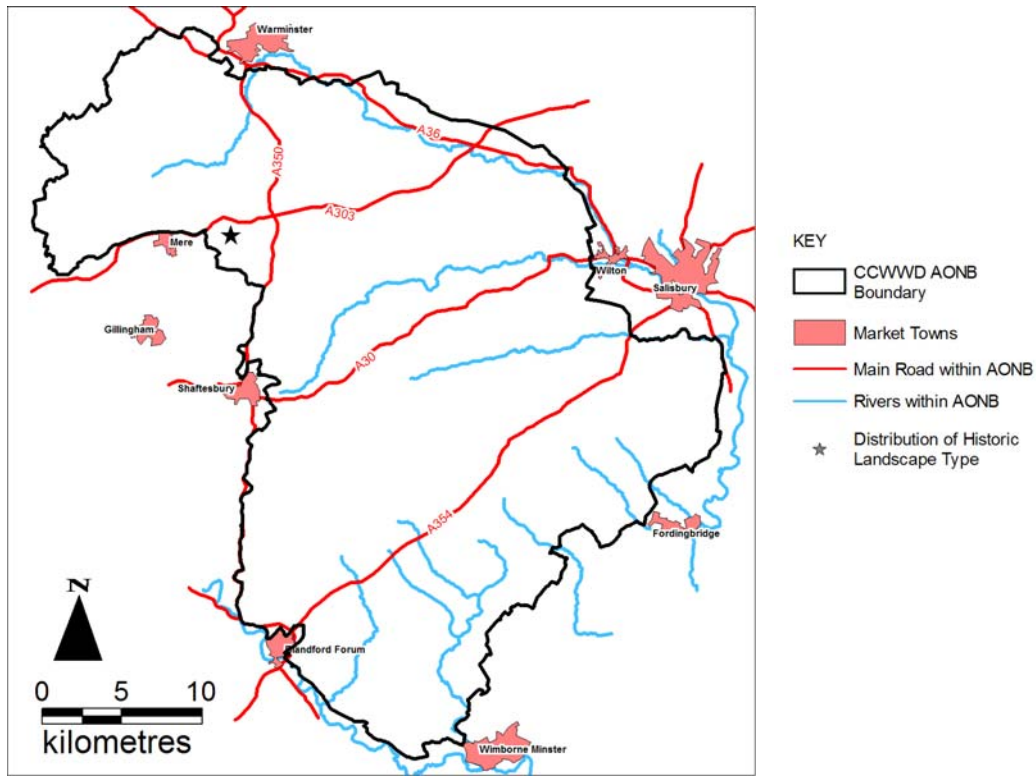 Warminster
A36
A350
A303
Mere
Wilton
Salisbury
Gillingham
A30
Shaftesbury
A354
Fordingbridge
Blandford Forum
Wimborne Minster
N
0 5 10
kilometres
KEY
CCWWD AONB
Boundary
Market Towns
Main Road within AONB
Rivers within AONB
Distribution of Historic
Landscape Type